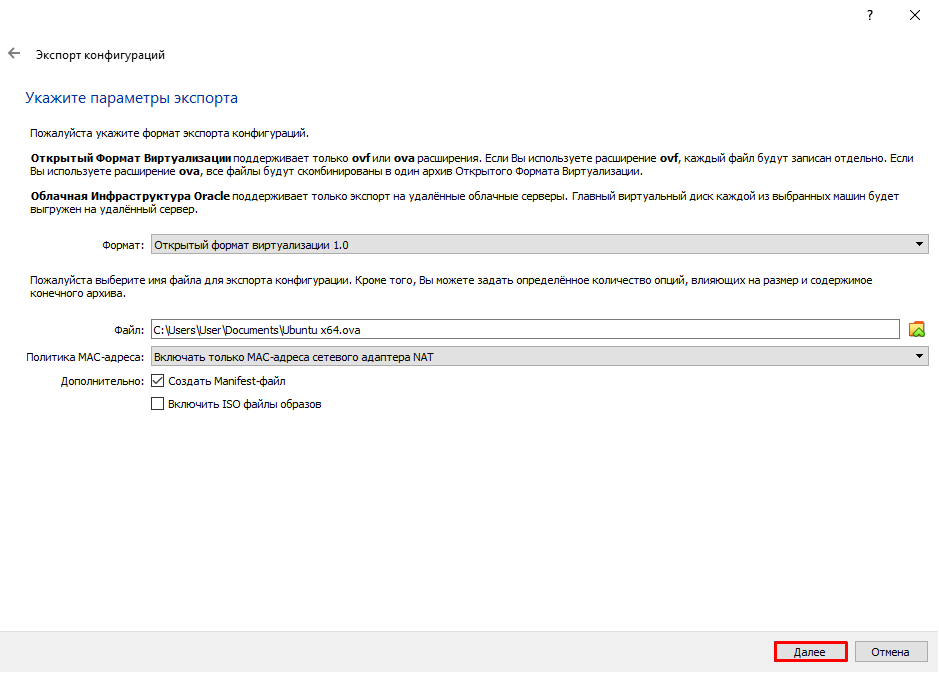 ?
Экспорт конфигураций
Укажите параметры экспорта
Пожалуйста укажите формат экспорта конфигураций.
Открытый Формат Виртуализации поддерживает только ovf или ova расширения. Если Вы используете расширение ovf, каждый файл будут записан отдельно. Если
Вы используете расширение ova, все файлы будут скомбинированы в один архив Открытого Формата Виртуализации.
Облачная Инфраструктура Oracle поддерживает только экспорт на удалённые облачные серверы. Главный виртуальный диск каждой из выбранных машин будет
выгружен на удалённый сервер.
Формат: Открытый формат виртуализации 1.0
Пожалуйста выберите имя файла для экспорта конфигурации. Кроме того, Вы можете задать определённое количество опций, влияющих на размер и содержимое
конечного архива.
Файл: C:\Users\User\Documents\Ubuntu x64.ova
Политика MAC-адреса: Включать только MAC-адреса сетевого адаптера NAT
Дополнительно: Создать Manifest-файл
Включить ISO файлы образов
Далее Отмена